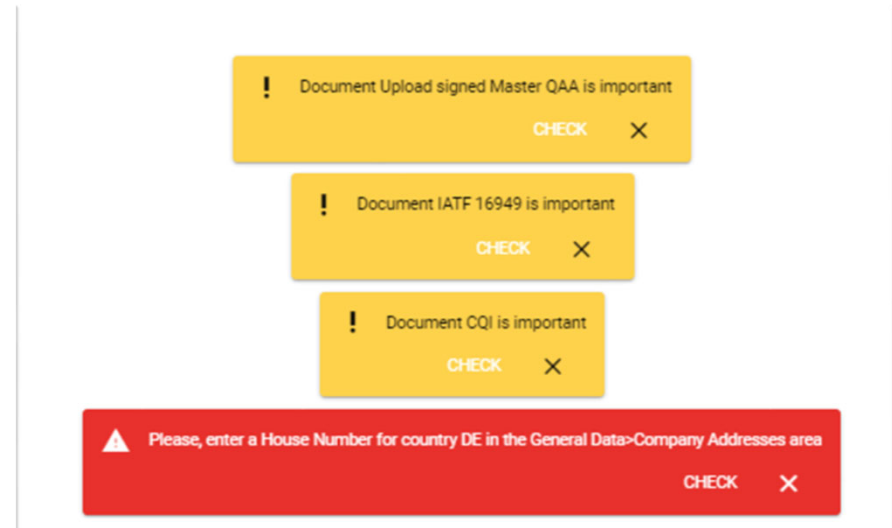 Document Upload signed Master QAA is important
CHECK
Document IATF 16949 is important
CHECK
Document CQI is important
CHECK
Please, enter a House Number for country DE in the General Data>Company Addresses area
CHECK